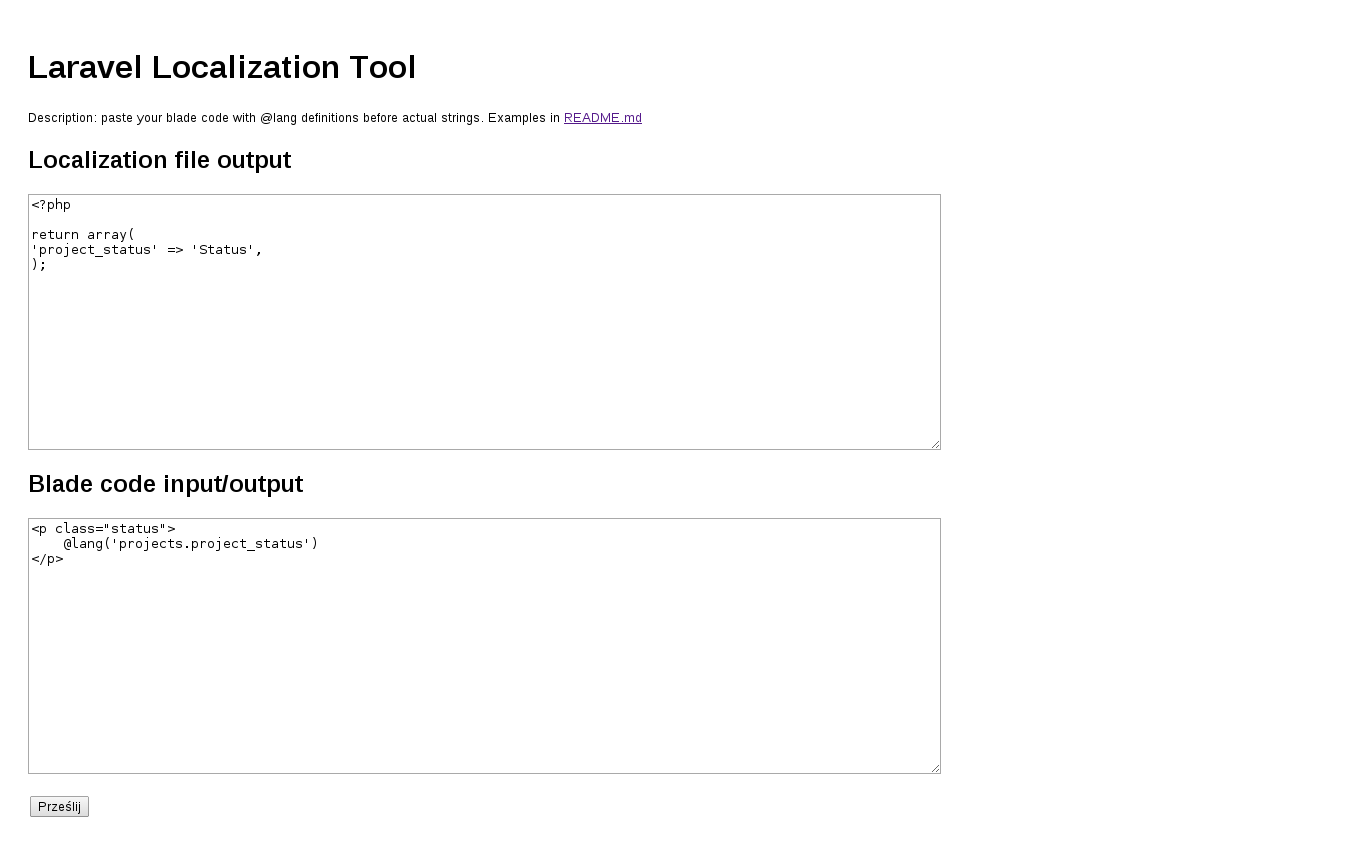 Laravel Localization Tool
Description: paste your blade code with @lang definitions before actual strings. Examples in README.md
Localization file output
<?php

return array(
'project_status' => 'Status',
);
Blade code input/output
<p class="status">
    @lang('projects.project_status')
</p>
Prześlij